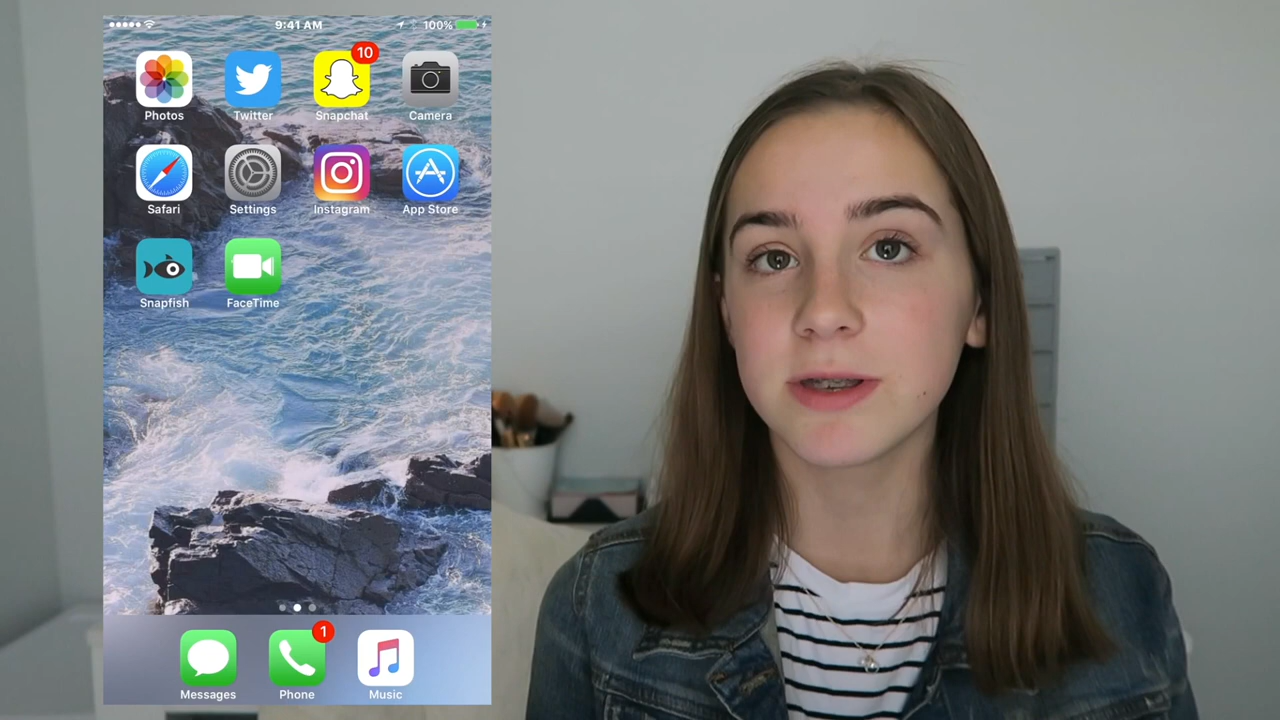 9:41 AM 100%
10
Photos Twitter Snapchat Camera
Safari Settings Instagram App Store
Snapfish FaceTime
1
Messages Phone Music